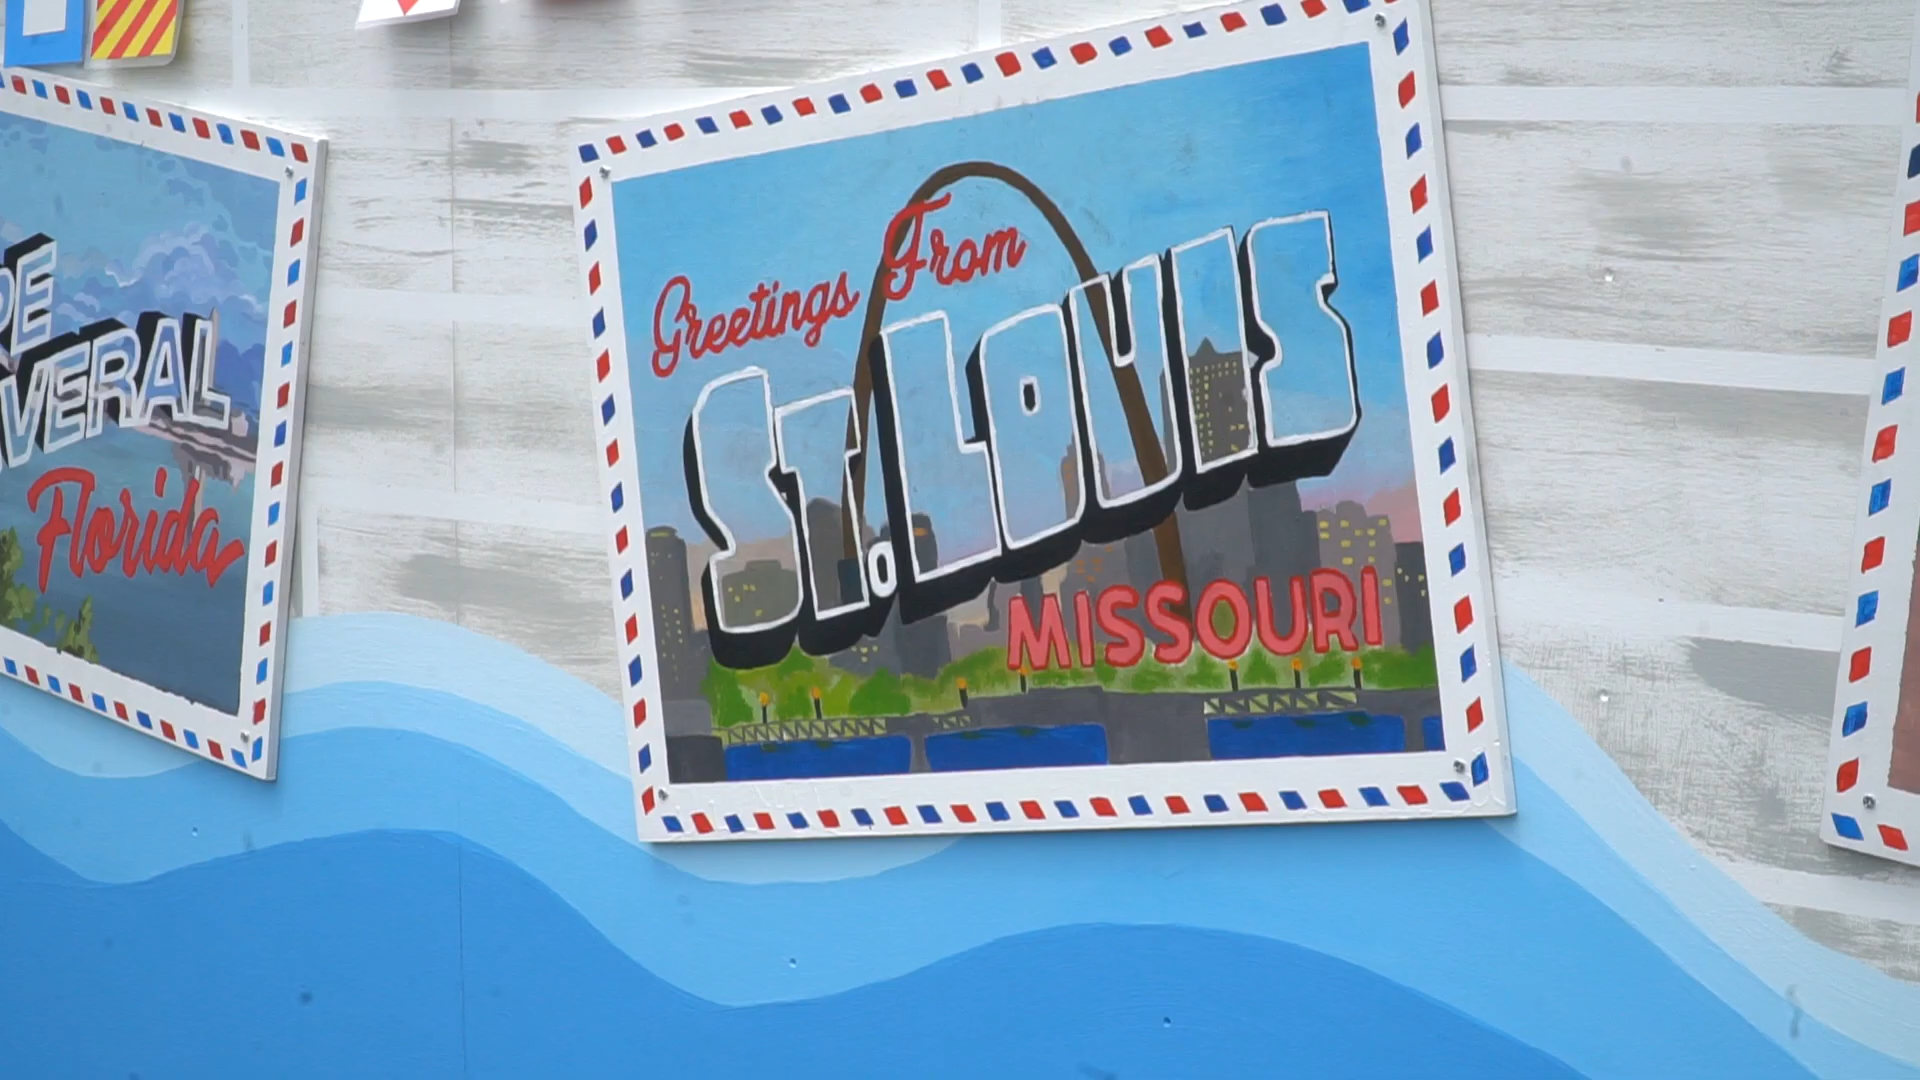 VERAL
Florida
Greetings From
ST. LOUIS
MISSOURI